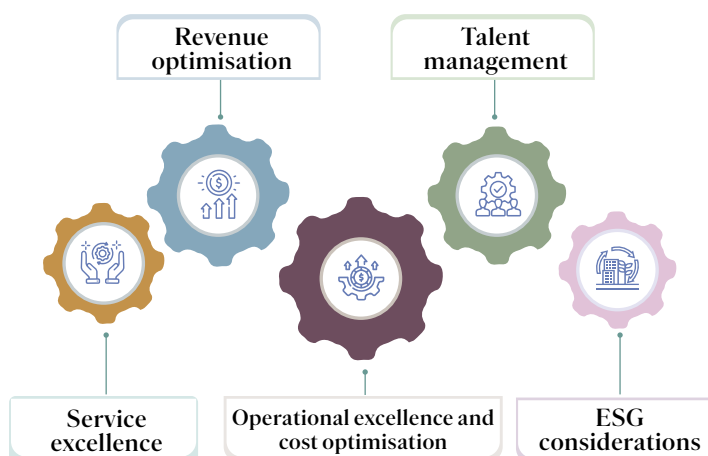 Revenue
optimisation
Talent
management
$
$
Service
excellence
Operational excellence and
cost optimisation
ESG
considerations